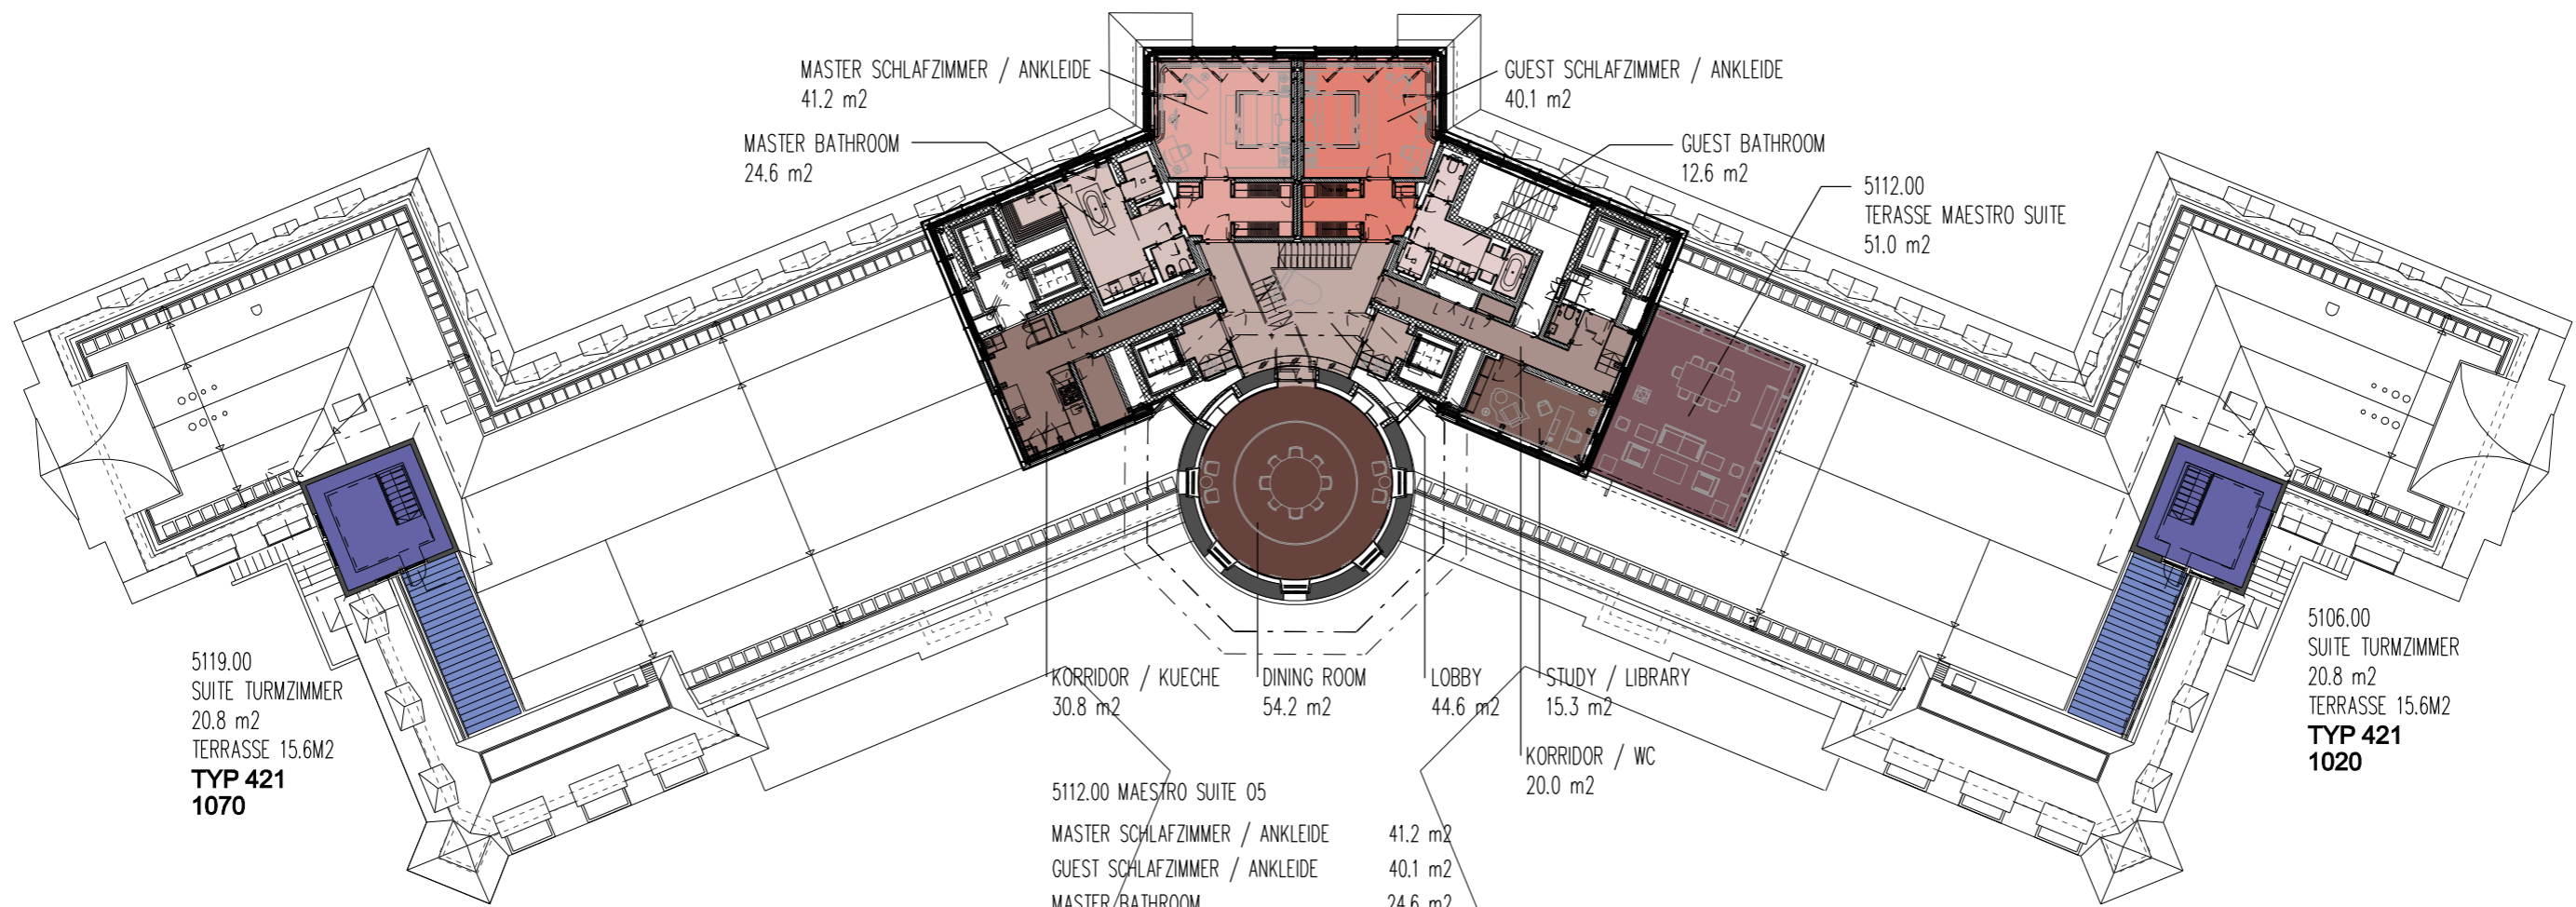 MASTER SCHLAFZIMMER / ANKLEIDE
41.2 m2
GUEST SCHLAFZIMMER / ANKLEIDE
40.1 m2
MASTER BATHROOM
24.6 m2
GUEST BATHROOM
12.6 m2
5112.00
TERASSE MAESTRO SUITE
51.0 m2
5119.00
SUITE TURMZIMMER
20.8 m2
TERRASSE 15.6M2
TYP 421
1070
KORRIDOR / KUECHE
30.8 m2
DINING ROOM
54.2 m2
LOBBY
44.6 m2
STUDY / LIBRARY
15.3 m2
KORRIDOR / WC
20.0 m2
5106.00
SUITE TURMZIMMER
20.8 m2
TERRASSE 15.6M2
TYP 421
1020
5112.00 MAESTRO SUITE 05
MASTER SCHLAFZIMMER / ANKLEIDE 41.2 m2
GUEST SCHLAFZIMMER / ANKLEIDE 40.1 m2
MASTER BATHROOM 24.6 m2